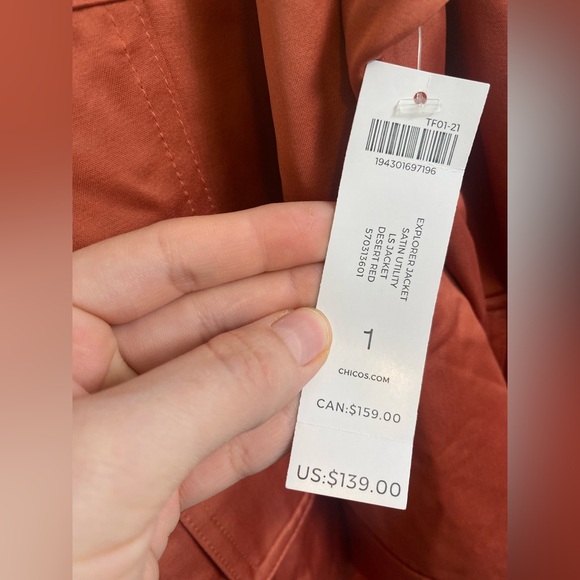 TF01-21
194301697196
EXPLORER JACKET
SATIN UTILITY
LS JACKET
DESERT RED
570313601
1
CHICOS.COM
CAN:$159.00
US:$139.00